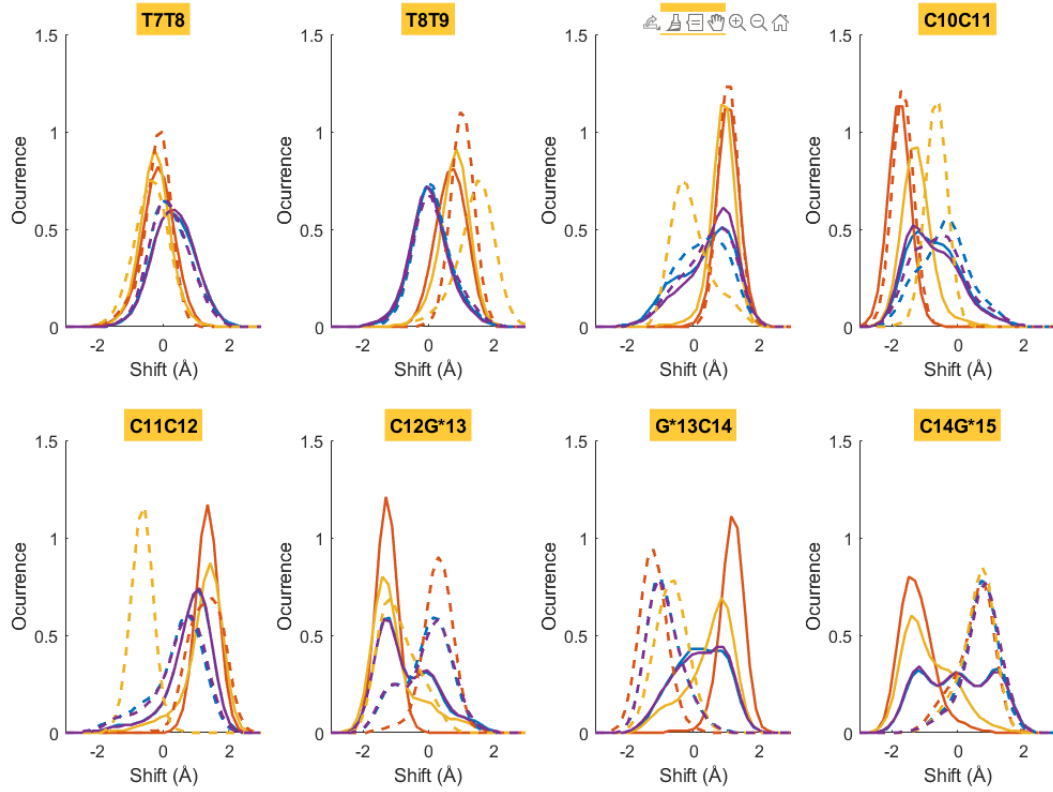 T7T8 T8T9 C10C11
1.5 1.5 1.5 1.5
Ocurrence Ocurrence Ocurrence Ocurrence
1 1 1 1
0.5 0.5 0.5 0.5
0 0 0 0
-2 0 2 -2 0 2 -2 0 2 -2 0 2
Shift (Å) Shift (Å) Shift (Å) Shift (Å)
C11C12 C12G*13 G*13C14 C14G*15
1.5 1.5 1.5 1.5
Ocurrence Ocurrence Ocurrence Ocurrence
1 1 1 1
0.5 0.5 0.5 0.5
0 0 0 0
-2 0 2 -2 0 2 -2 0 2 -2 0 2
Shift (Å) Shift (Å) Shift (Å) Shift (Å)